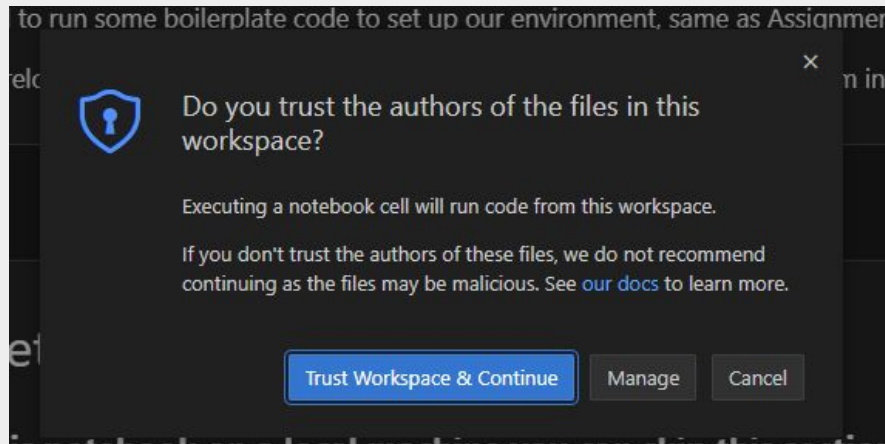 to run some boilerplate code to set up our environment, same as
Do you trust the authors of the files in this
workspace?
Executing a notebook cell will run code from this workspace.
If you don't trust the authors of these files, we do not recommend
continuing as the files may be malicious. See our docs to learn more.
Trust Workspace & Continue Manage Cancel